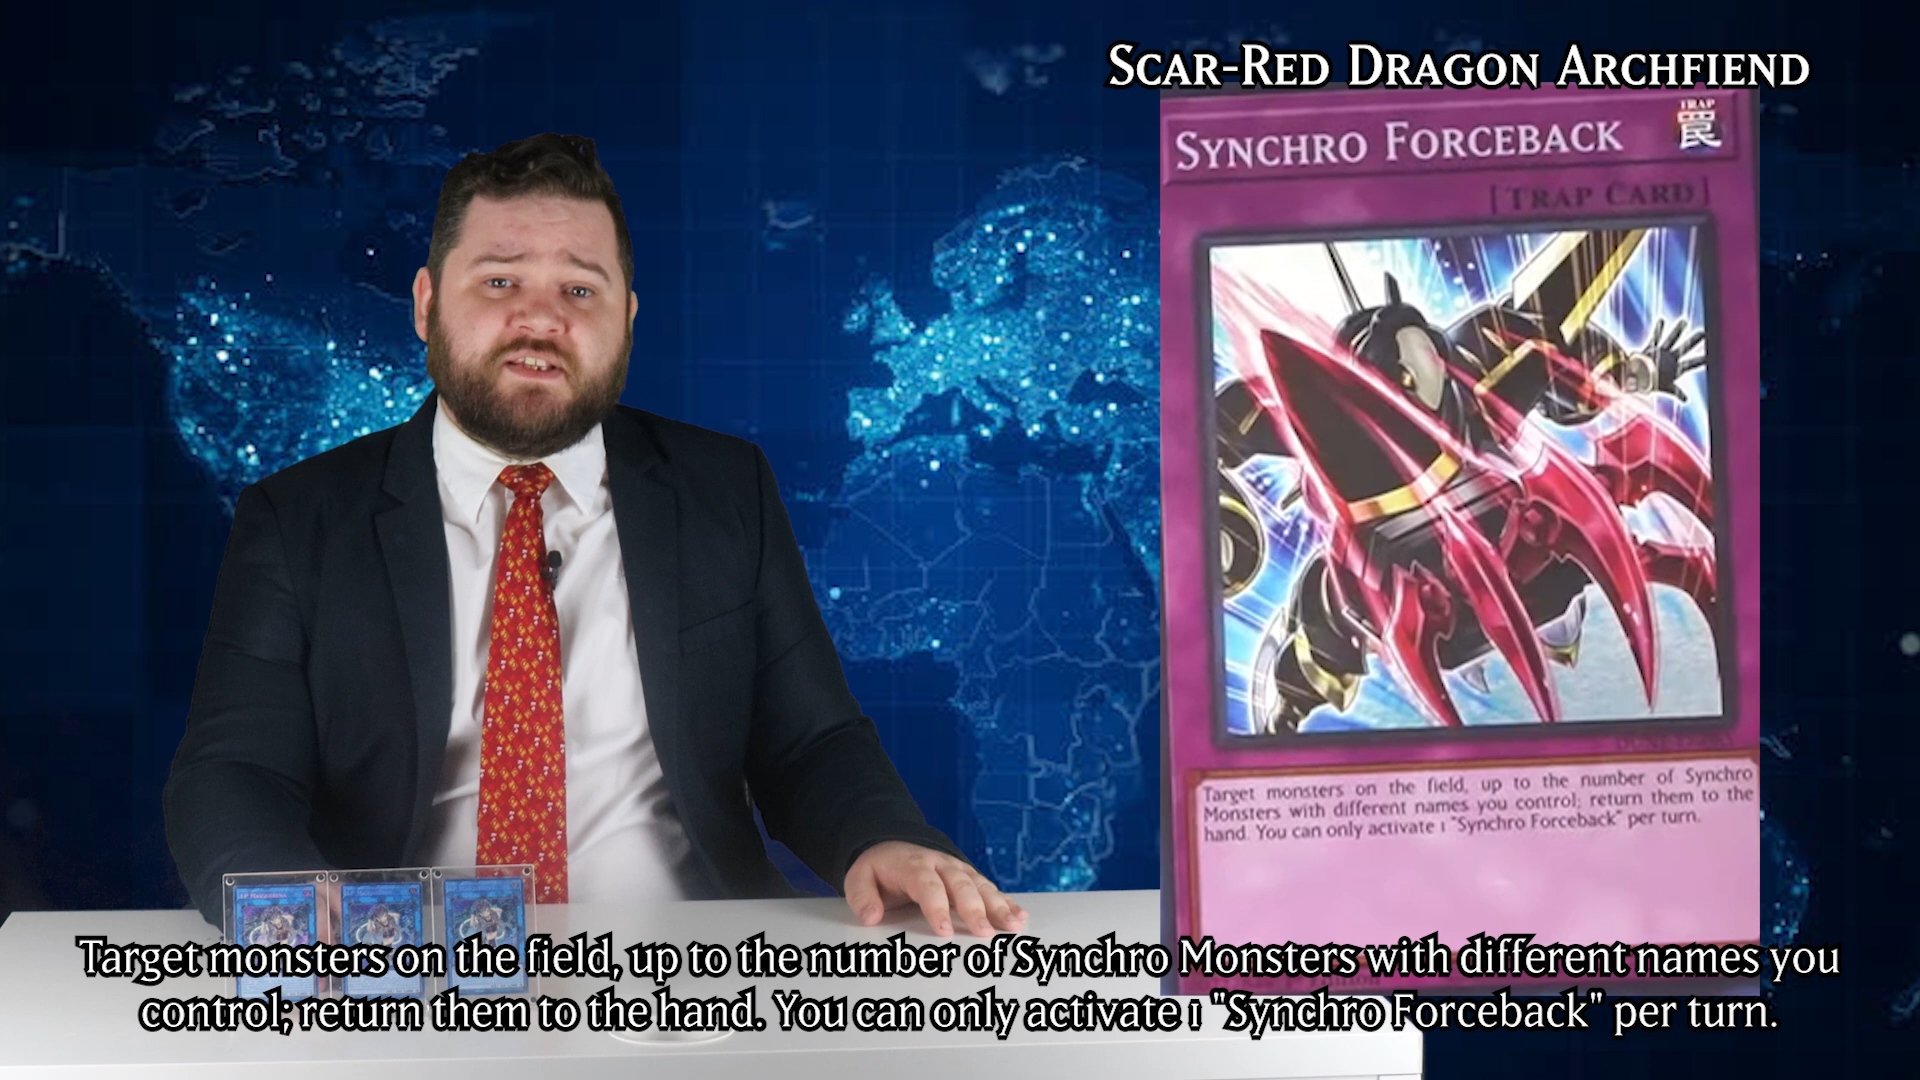 SCAR-RED DRAGON ARCHFIEND
SYNCHRO FORCEBACK
TRAP
罠
[TRAP CARD]
Target monsters on the field, up to the number of Synchro
Monsters with different names you control; return them to the
hand. You can only activate 1 "Synchro Forceback" per turn.
Target monsters on the field, up to the number of Synchro Monsters with different names you
control; return them to the hand. You can only activate 1 "Synchro Forceback" per turn.